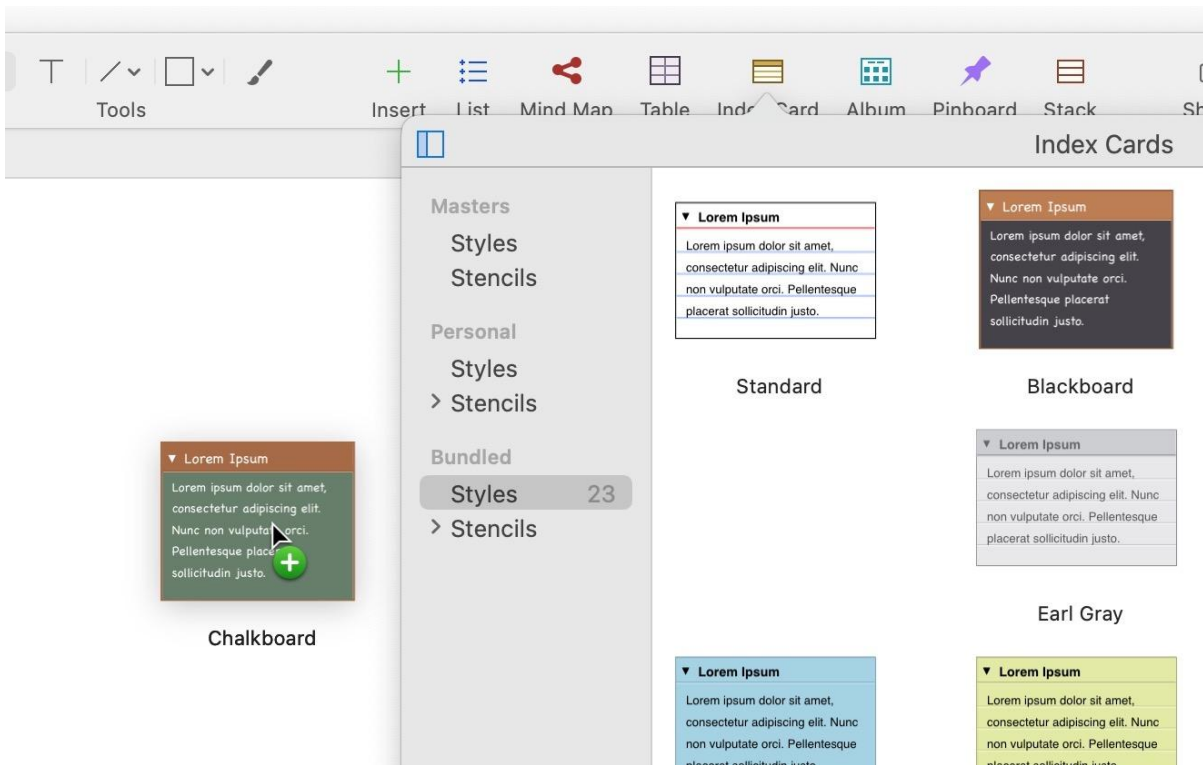 Tools
Insert
List
Mind Map
Table
Index Card
Album
Pinboard
Stack
Index Cards
Masters
Styles
Stencils
Personal
Styles
Stencils
Bundled
Styles 23
Stencils
Lorem Ipsum
Lorem ipsum dolor sit amet,
consectetur adipiscing elit. Nunc
non vulputate orci. Pellentesque
placerat sollicitudin justo.
Standard
Lorem Ipsum
Lorem ipsum dolor sit amet,
consectetur adipiscing elit.
Nunc non vulputate orci.
Pellentesque placerat
sollicitudin justo.
Blackboard
Lorem Ipsum
Lorem ipsum dolor sit amet,
consectetur adipiscing elit.
Nunc non vulputate orci.
Pellentesque placerat
sollicitudin justo.
Chalkboard
Lorem Ipsum
Lorem ipsum dolor sit amet,
consectetur adipiscing elit. Nunc
non vulputate orci. Pellentesque
placerat sollicitudin justo.
Earl Gray
Lorem Ipsum
Lorem ipsum dolor sit amet,
consectetur adipiscing elit. Nunc
non vulputate orci. Pellentesque
Lorem Ipsum
Lorem ipsum dolor sit amet,
consectetur adipiscing elit. Nunc
non vulputate orci. Pellentesque